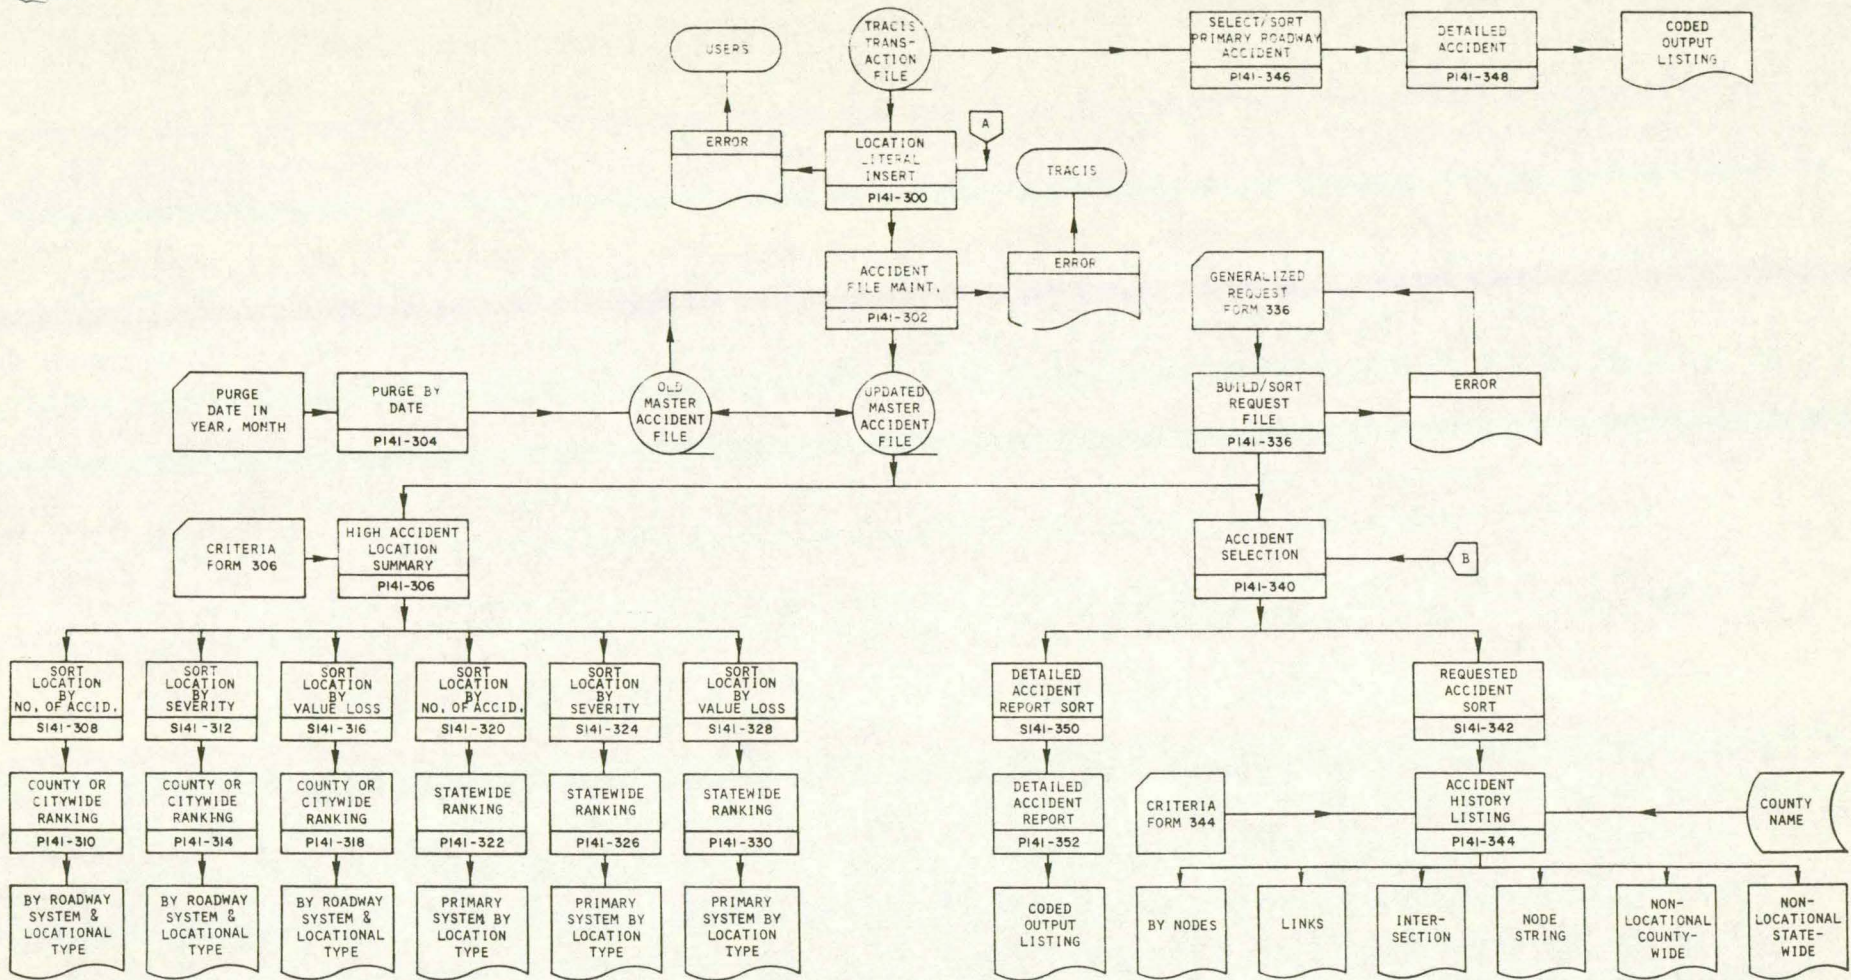 USERS
TRACIS
TRANS-
ACTION
FILE
SELECT/SORT
PRIMARY ROADWAY
ACCIDENT
P141-346
DETAILED
ACCIDENT
P141-348
CODED
OUTPUT
LISTING
ERROR
LOCATION
LITERAL
INSERT
P141-300
A
TRACIS
ACCIDENT
FILE MAINT.
P141-302
ERROR
GENERALIZED
REQUEST
FORM 336
PURGE
DATE IN
YEAR, MONTH
PURGE BY
DATE
P141-304
OLD
MASTER
ACCIDENT
FILE
UPDATED
MASTER
ACCIDENT
FILE
BUILD/SORT
REQUEST
FILE
P141-336
ERROR
CRITERIA
FORM 306
HIGH ACCIDENT
LOCATION
SUMMARY
P141-306
ACCIDENT
SELECTION
P141-340
B
SORT
LOCATION
BY
NO. OF ACCID.
S141-308
SORT
LOCATION
BY
SEVERITY
S141-312
SORT
LOCATION
BY
VALUE LOSS
S141-316
SORT
LOCATION
BY
NO. OF ACCID.
S141-320
SORT
LOCATION
BY
SEVERITY
S141-324
SORT
LOCATION
BY
VALUE LOSS
S141-328
DETAILED
ACCIDENT
REPORT SORT
S141-350
REQUESTED
ACCIDENT
SORT
S141-342
COUNTY OR
CITYWIDE
RANKING
P141-310
COUNTY OR
CITYWIDE
RANKING
P141-314
COUNTY OR
CITYWIDE
RANKING
P141-318
STATEWIDE
RANKING
P141-322
STATEWIDE
RANKING
P141-326
STATEWIDE
RANKING
P141-330
DETAILED
ACCIDENT
REPORT
P141-352
CRITERIA
FORM 344
ACCIDENT
HISTORY
LISTING
P141-344
COUNTY
NAME
BY ROADWAY
SYSTEM &
LOCATIONAL
TYPE
BY ROADWAY
SYSTEM &
LOCATIONAL
TYPE
BY ROADWAY
SYSTEM &
LOCATIONAL
TYPE
PRIMARY
SYSTEM BY
LOCATION
TYPE
PRIMARY
SYSTEM BY
LOCATION
TYPE
PRIMARY
SYSTEM BY
LOCATION
TYPE
CODED
OUTPUT
LISTING
BY NODES
LINKS
INTER-
SECTION
NODE
STRING
NON-
LOCATIONAL
COUNTY-
WIDE
NON-
LOCATIONAL
STATE-
WIDE